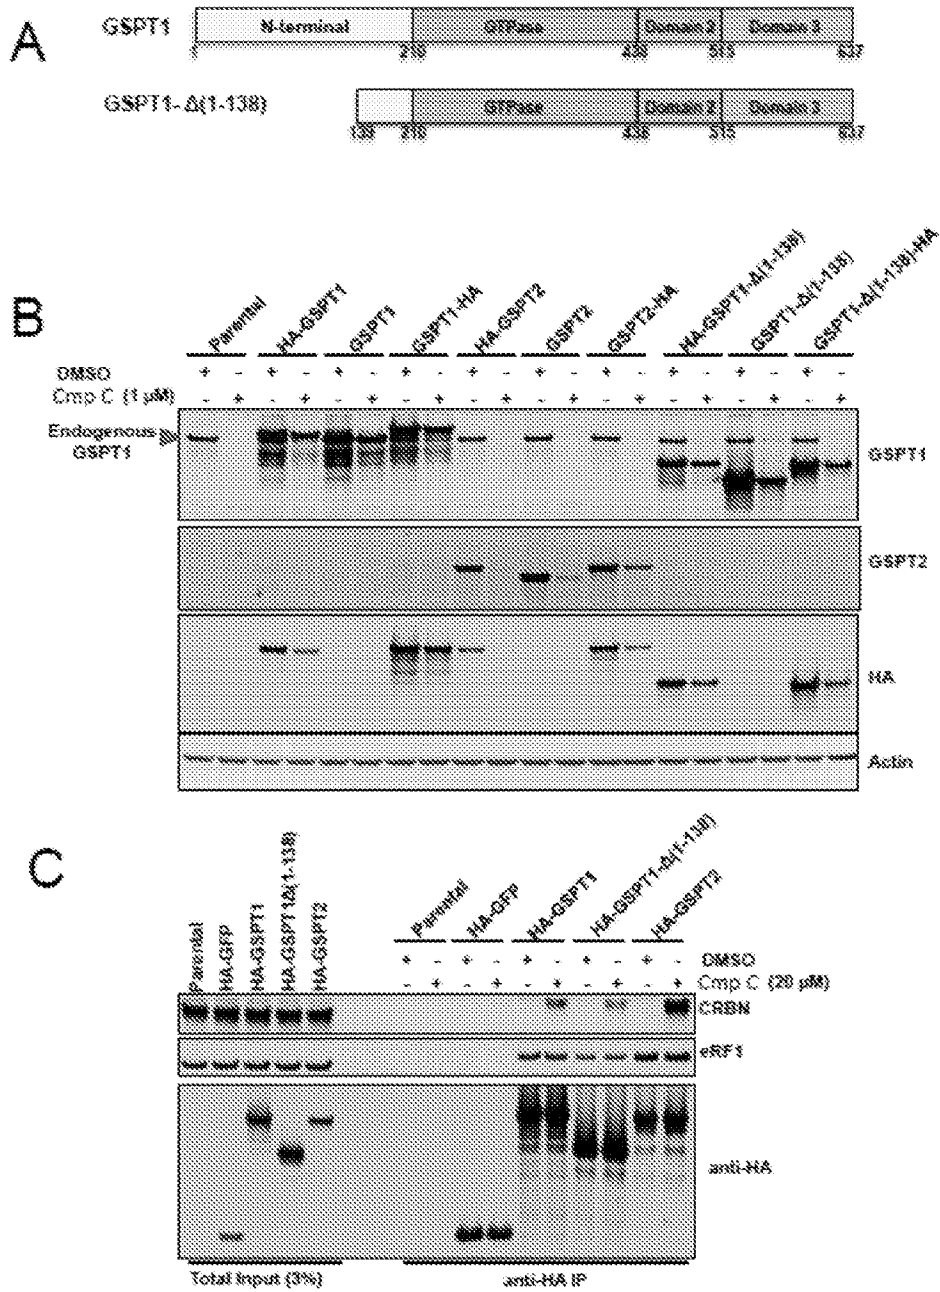 A
GSPT1
N-terminal GTPase Domain 2 Domain 3
1 210 438 515 637
GSPT1-Δ(1-138)
GTPase Domain 2 Domain 3
139 210 438 515 637
B
Parental HA-GSPT1 GSPT1 GSPT1-HA HA-GSPT2 GSPT2 GSPT2-HA HA-GSPT1-Δ(1-138) GSPT1-Δ(1-138) GSPT1-Δ(1-138)-HA
DMSO + - + - + - + - + - + - + - + - + - + -
Cmp C (1 µM) - + - + - + - + - + - + - + - + - + - +
Endogenous
GSPT1
GSPT1
GSPT2
HA
Actin
C
Parental HA-GFP HA-GSPT1 HA-GSPT1Δ(1-138) HA-GSPT2
Parental HA-GFP HA-GSPT1 HA-GSPT1-Δ(1-138) HA-GSPT2
+ - + - + - + - + - DMSO
- + - + - + - + - + Cmp C (20 µM)
CRBN
eRF1
anti-HA
Total Input (3%) anti-HA IP